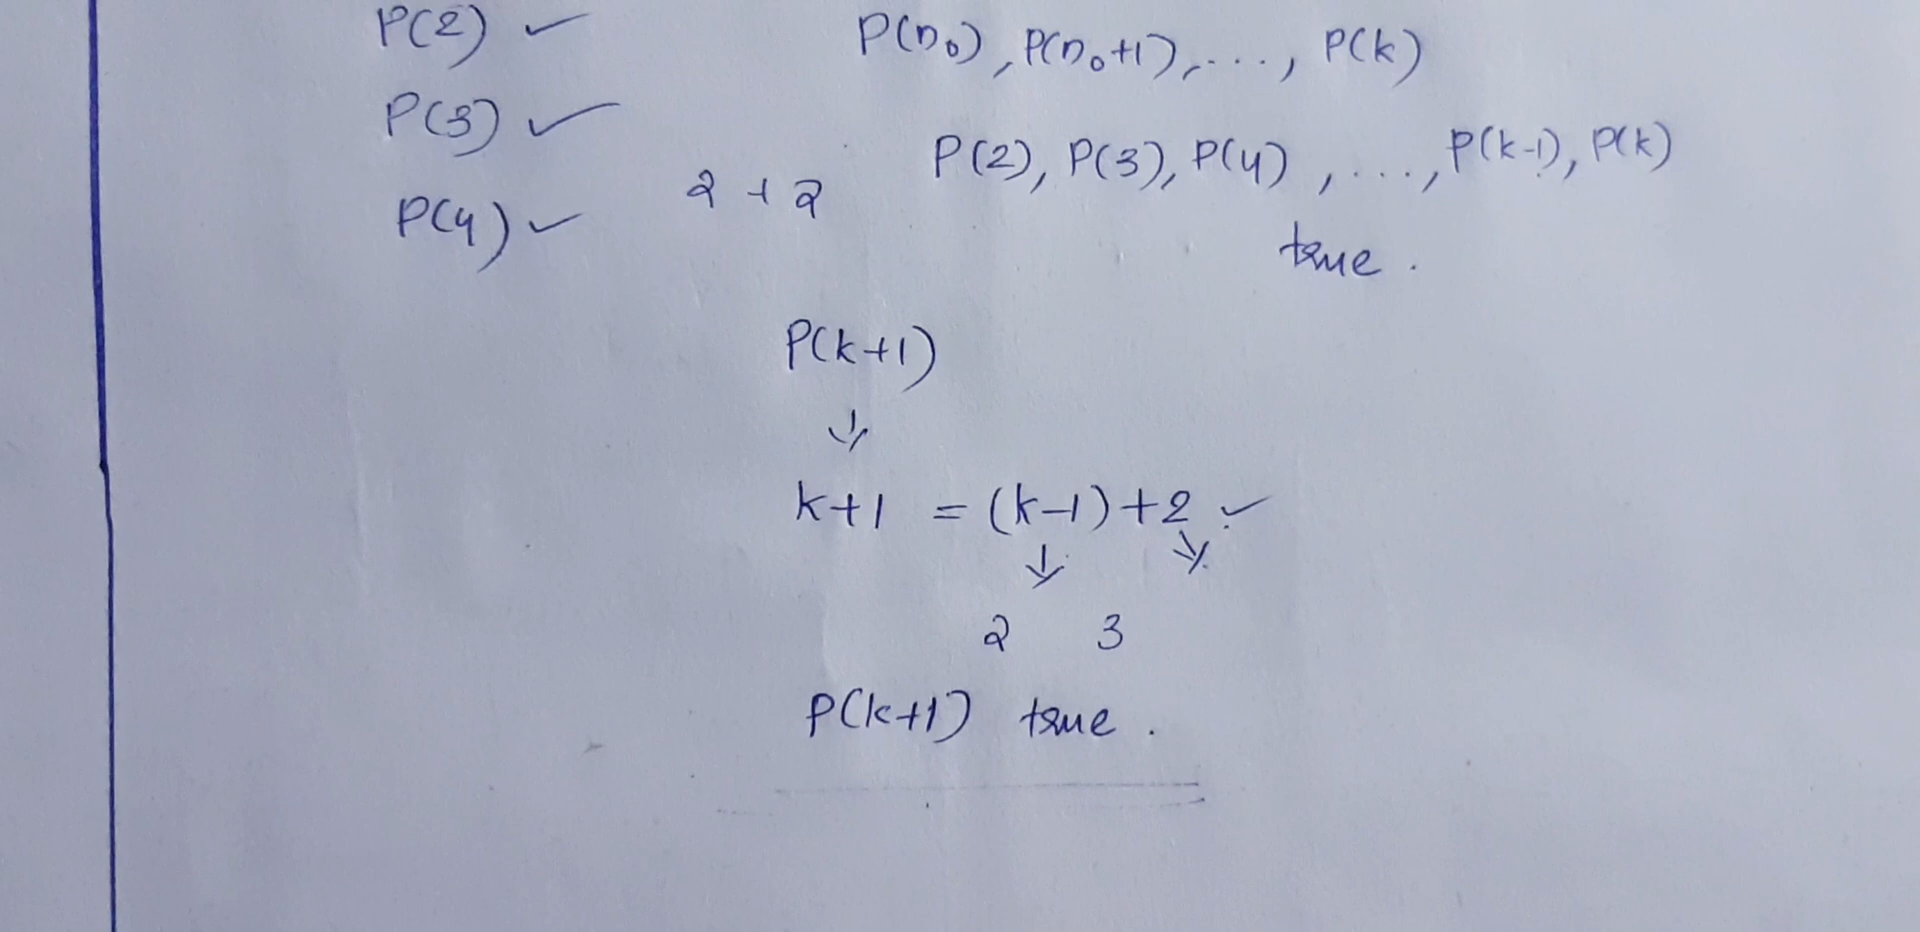 P(2) ✓
P(3) ✓
P(4) ✓
2 + 2
P(n₀), P(n₀+1), ..., P(k)
P(2), P(3), P(4), ..., P(k-1), P(k)
true.
P(k+1)
↓
k+1 = (k-1)+2 ✓
↓ ↘
2 3
P(k+1) true.